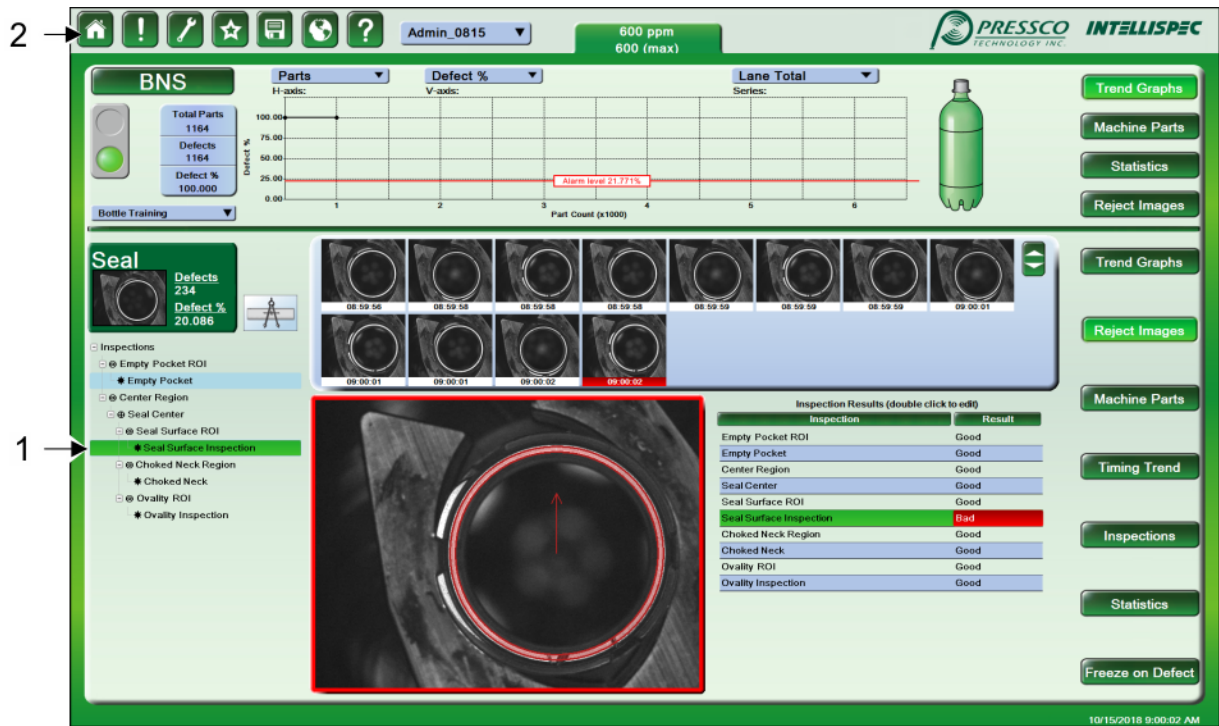 2
?
Admin_0815
600 ppm
600 (max)
PRESSCO
TECHNOLOGY INC.
INTELLISPEC
BNS
Total Parts
1164
Defects
1164
Defect %
100.000
Bottle Training
Parts
H-axis:
Defect %
V-axis:
Lane Total
Series:
Defect %
100.00
75.00
50.00
25.00
0.00
Alarm level 21.771%
1 2 3 4 5 6
Part Count (x1000)
Trend Graphs
Machine Parts
Statistics
Reject Images
Seal
Defects
234
Defect %
20.086
08:59:56 08:59:58 08:59:58 08:59:58 08:59:59 08:59:59 08:59:59 09:00:01
09:00:01 09:00:01 09:00:02 09:00:02
1
Inspections
Empty Pocket ROI
Empty Pocket
Center Region
Seal Center
Seal Surface ROI
Seal Surface Inspection
Choked Neck Region
Choked Neck
Ovality ROI
Ovality Inspection
Inspection Results (double click to edit)
Inspection Result
Empty Pocket ROI Good
Empty Pocket Good
Center Region Good
Seal Center Good
Seal Surface ROI Good
Seal Surface Inspection Bad
Choked Neck Region Good
Choked Neck Good
Ovality ROI Good
Ovality Inspection Good
Trend Graphs
Reject Images
Machine Parts
Timing Trend
Inspections
Statistics
Freeze on Defect
10/15/2018 9:00:02 AM